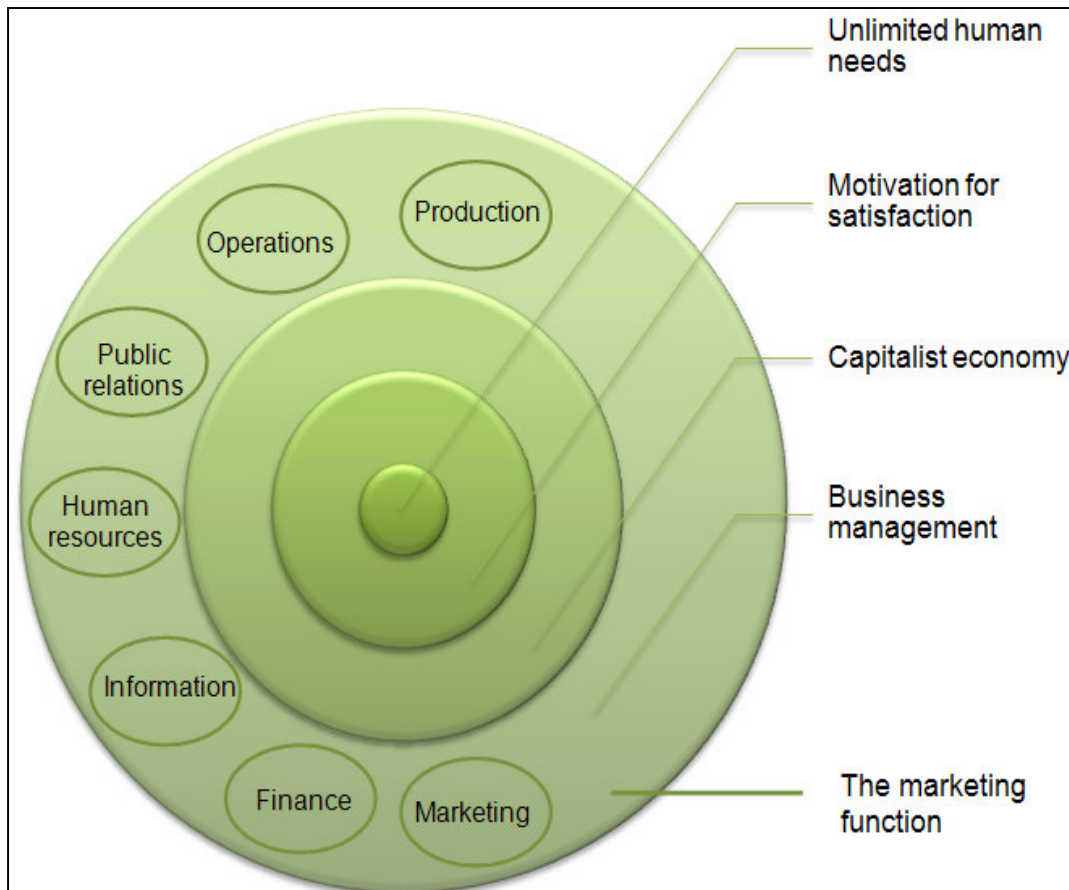 Unlimited human
needs
Motivation for
satisfaction
Capitalist economy
Business
management
The marketing
function
Production
Operations
Public
relations
Human
resources
Information
Finance
Marketing